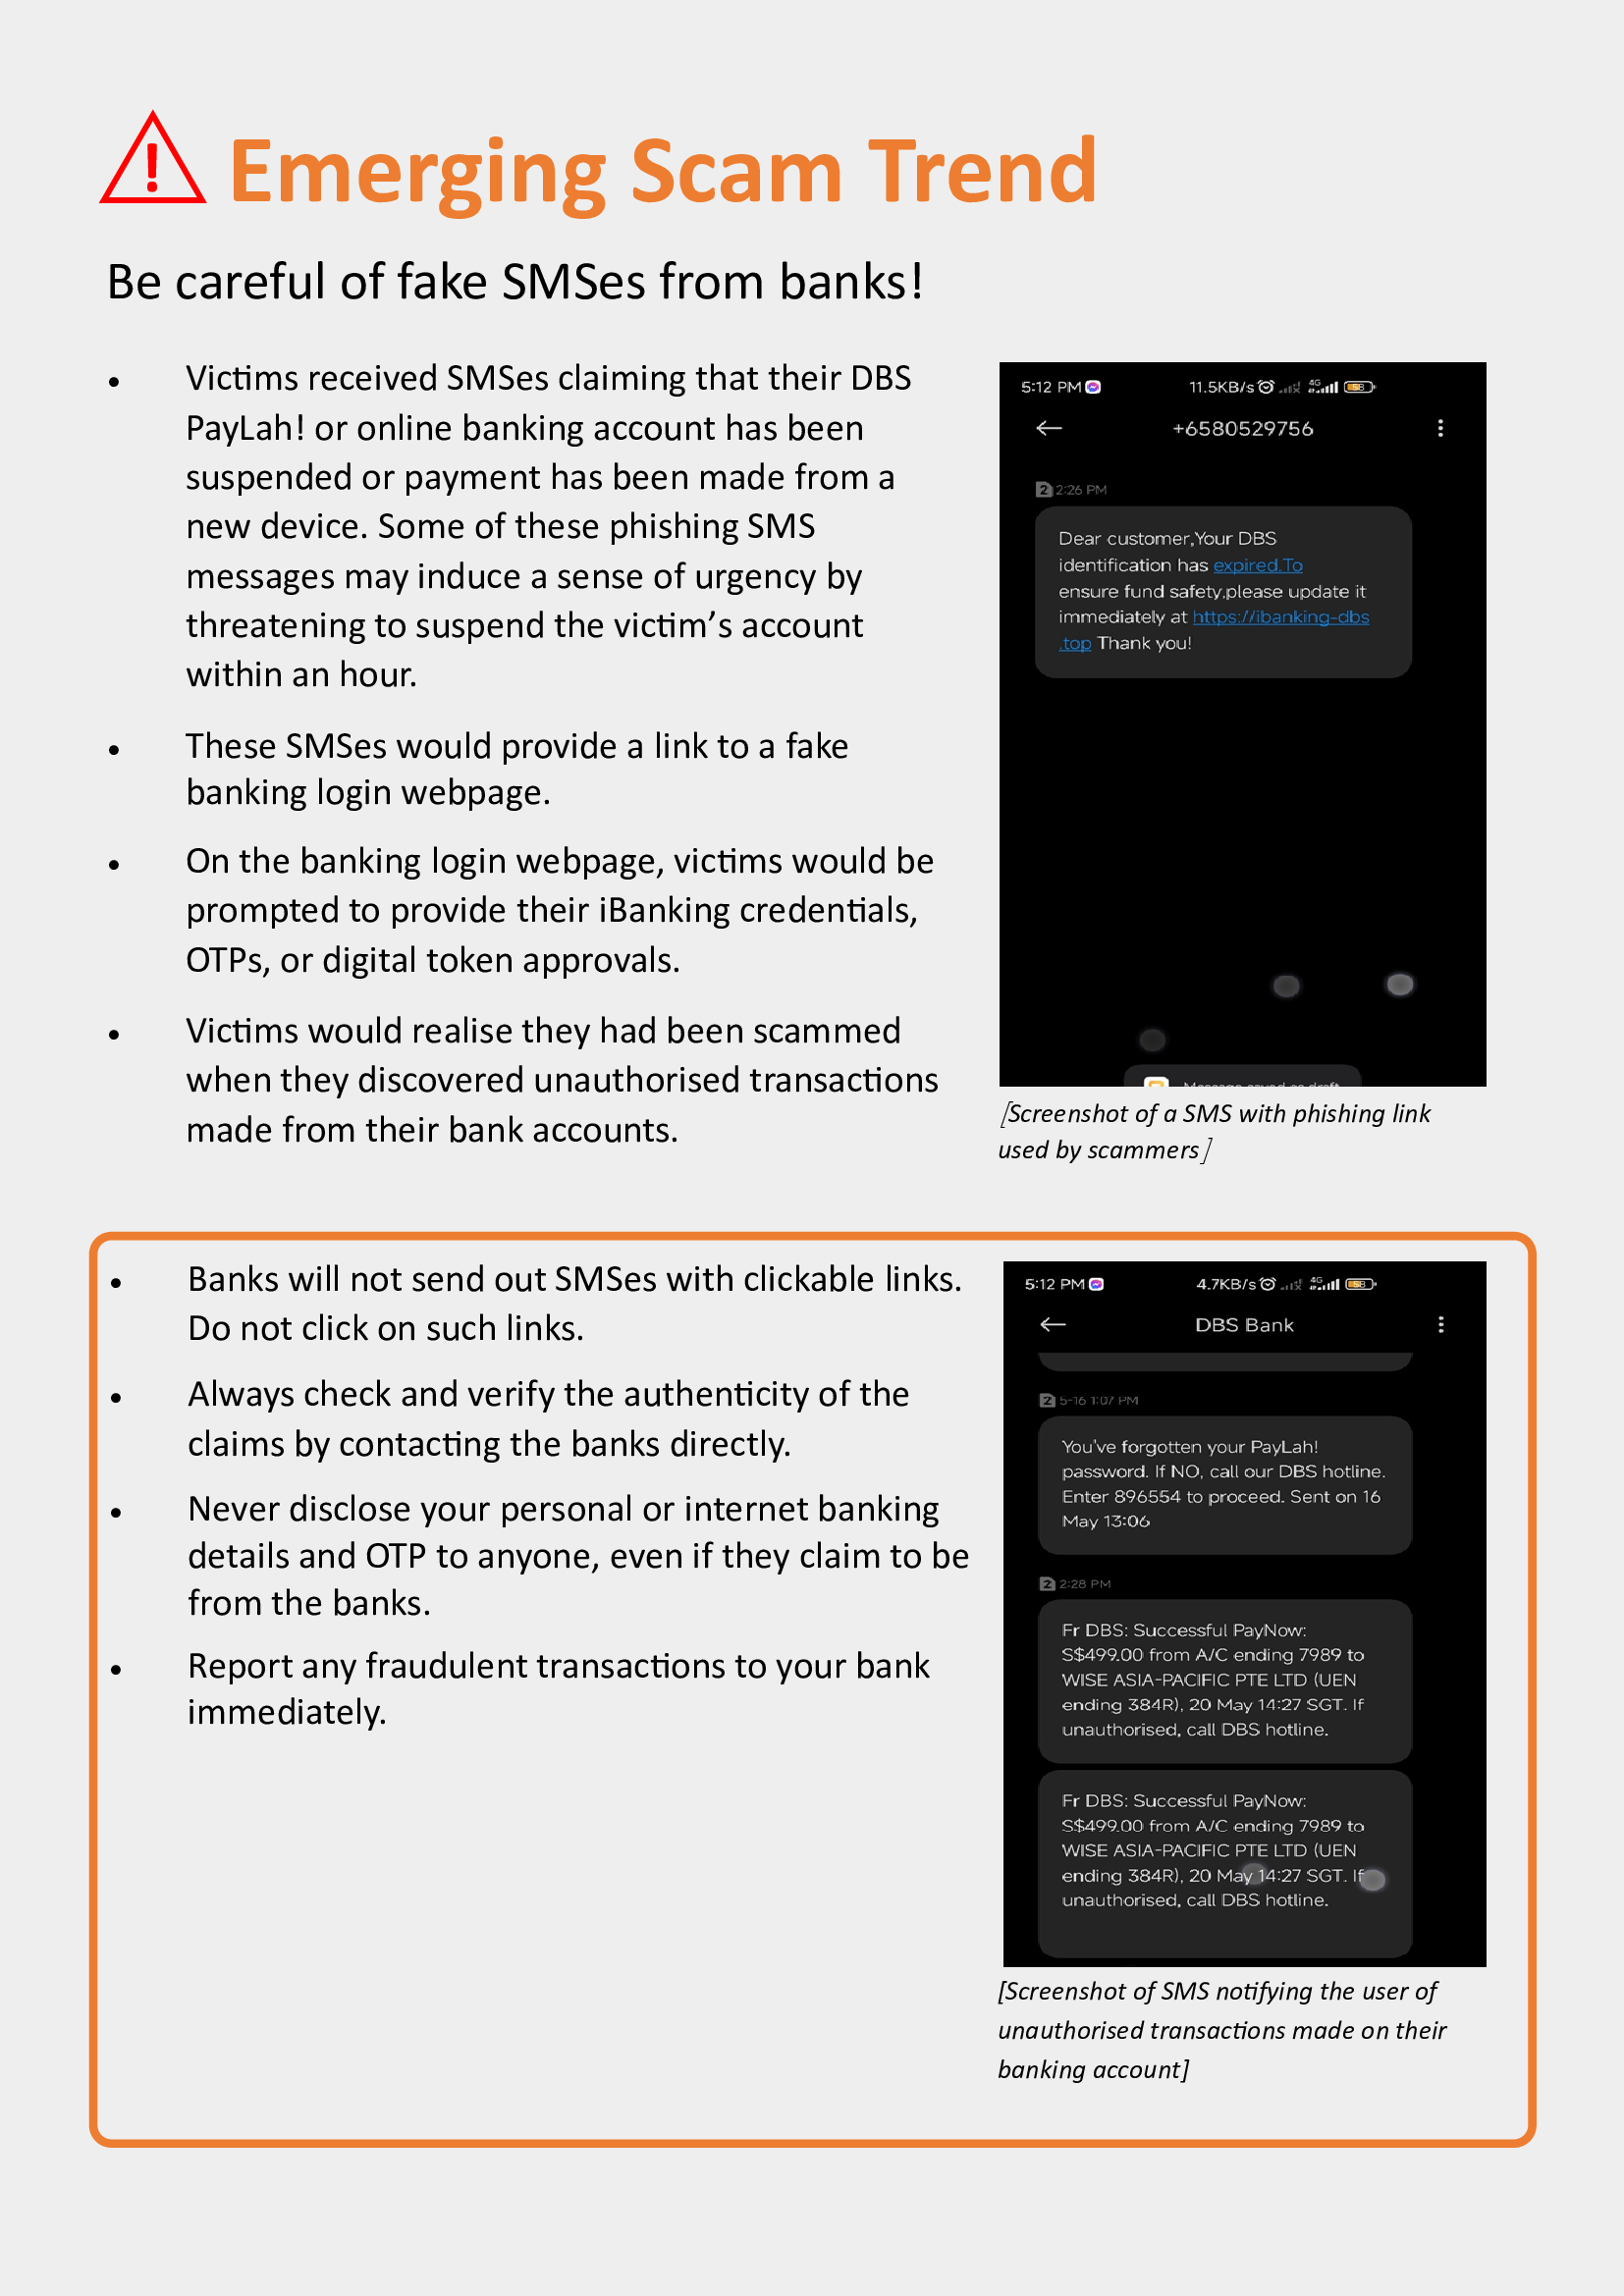 !
Emerging Scam Trend
Be careful of fake SMSes from banks!
• Victims received SMSes claiming that their DBS
PayLah! or online banking account has been
suspended or payment has been made from a
new device. Some of these phishing SMS
messages may induce a sense of urgency by
threatening to suspend the victim’s account
within an hour.
• These SMSes would provide a link to a fake
banking login webpage.
• On the banking login webpage, victims would be
prompted to provide their iBanking credentials,
OTPs, or digital token approvals.
• Victims would realise they had been scammed
when they discovered unauthorised transactions
made from their bank accounts.
5:12 PM 11.5KB/s 4G 58
+6580529756
2 2:26 PM
Dear customer,Your DBS
identification has expired.To
ensure fund safety,please update it
immediately at https://ibanking-dbs
.top Thank you!
Message saved as draft
[Screenshot of a SMS with phishing link
used by scammers]
• Banks will not send out SMSes with clickable links.
Do not click on such links.
• Always check and verify the authenticity of the
claims by contacting the banks directly.
• Never disclose your personal or internet banking
details and OTP to anyone, even if they claim to be
from the banks.
• Report any fraudulent transactions to your bank
immediately.
5:12 PM 4.7KB/s 4G 58
DBS Bank
2 5-16 1:07 PM
You've forgotten your PayLah!
password. If NO, call our DBS hotline.
Enter 896554 to proceed. Sent on 16
May 13:06
2 2:28 PM
Fr DBS: Successful PayNow:
S$499.00 from A/C ending 7989 to
WISE ASIA-PACIFIC PTE LTD (UEN
ending 384R), 20 May 14:27 SGT. If
unauthorised, call DBS hotline.
Fr DBS: Successful PayNow:
S$499.00 from A/C ending 7989 to
WISE ASIA-PACIFIC PTE LTD (UEN
ending 384R), 20 May 14:27 SGT. If
unauthorised, call DBS hotline.
[Screenshot of SMS notifying the user of
unauthorised transactions made on their
banking account]